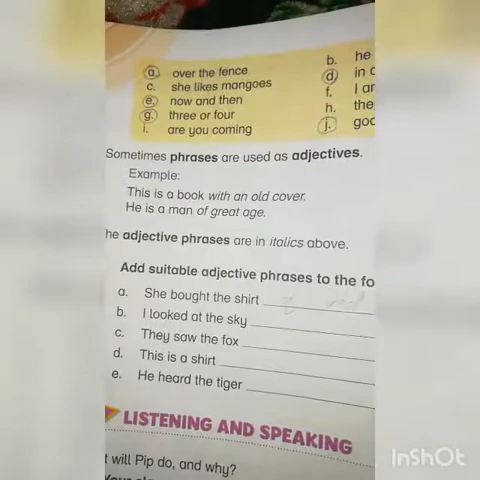 a. over the fence
b. he
c. she likes mangoes
d. in
e. now and then
f. I
g. three or four
h. the
i. are you coming
j.
Sometimes phrases are used as adjectives.
Example:
This is a book with an old cover.
He is a man of great age.
he adjective phrases are in italics above.
Add suitable adjective phrases to the fo
a. She bought the shirt
b. I looked at the sky
c. They saw the fox
d. This is a shirt
e. He heard the tiger
LISTENING AND SPEAKING
t will Pip do, and why?
InShOt